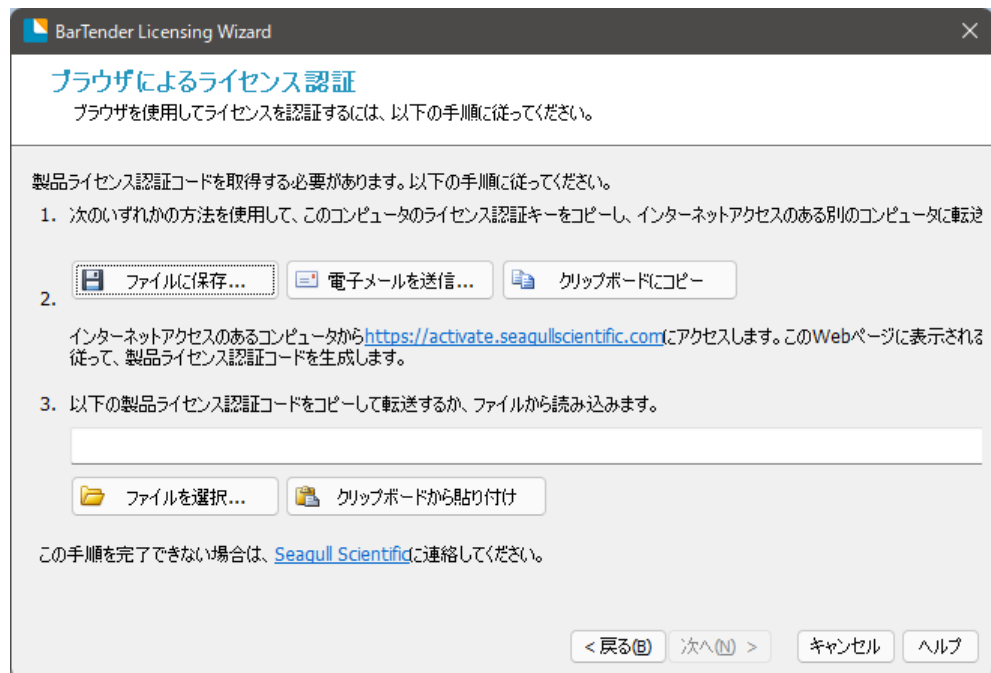 BarTender Licensing Wizard
ブラウザによるライセンス認証
ブラウザを使用してライセンスを認証するには、以下の手順に従ってください。
製品ライセンス認証コードを取得する必要があります。以下の手順に従ってください。
1. 次のいずれかの方法を使用して、このコンピュータのライセンス認証キーをコピーし、インターネットアクセスのある別のコンピュータに転送
ファイルに保存... 電子メールを送信... クリップボードにコピー
2.
インターネットアクセスのあるコンピュータからhttps://activate.seagullscientific.comにアクセスします。このWebページに表示される
従って、製品ライセンス認証コードを生成します。
3. 以下の製品ライセンス認証コードをコピーして転送するか、ファイルから読み込みます。
ファイルを選択... クリップボードから貼り付け
この手順を完了できない場合は、Seagull Scientificに連絡してください。
< 戻る(B) 次へ(N) > キャンセル ヘルプ